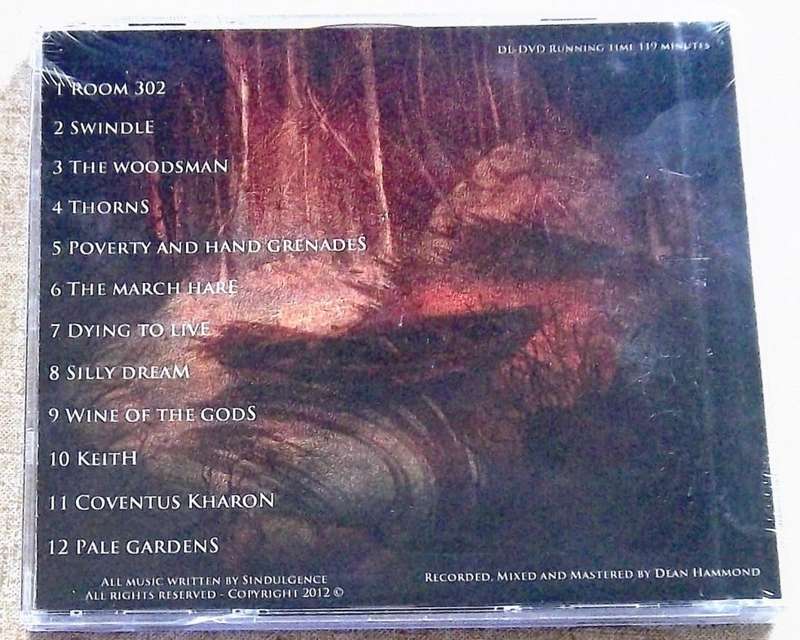 DL-DVD Running time 119 minutes
1 Room 302
2 Swindle
3 The woodsman
4 Thorns
5 Poverty and hand grenades
6 The march hare
7 Dying to live
8 Silly dream
9 Wine of the gods
10 Keith
11 Coventus Kharon
12 Pale gardens
All music written by Sindulgence
All rights reserved - Copyright 2012 ©
Recorded, Mixed and Mastered by Dean Hammond